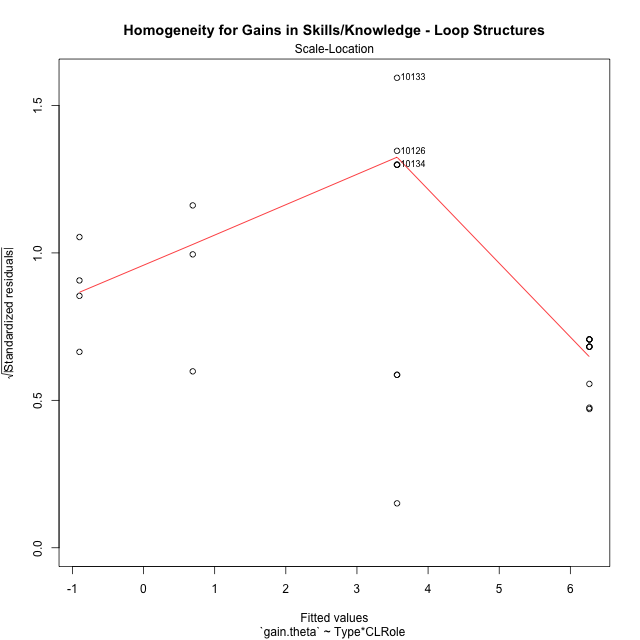 Homogeneity for Gains in Skills/Knowledge - Loop Structures
Scale-Location
√|Standardized residuals|
1.5
1.0
0.5
0.0
10133
10126
10134
-1 0 1 2 3 4 5 6
Fitted values
`gain.theta` ~ Type*CLRole